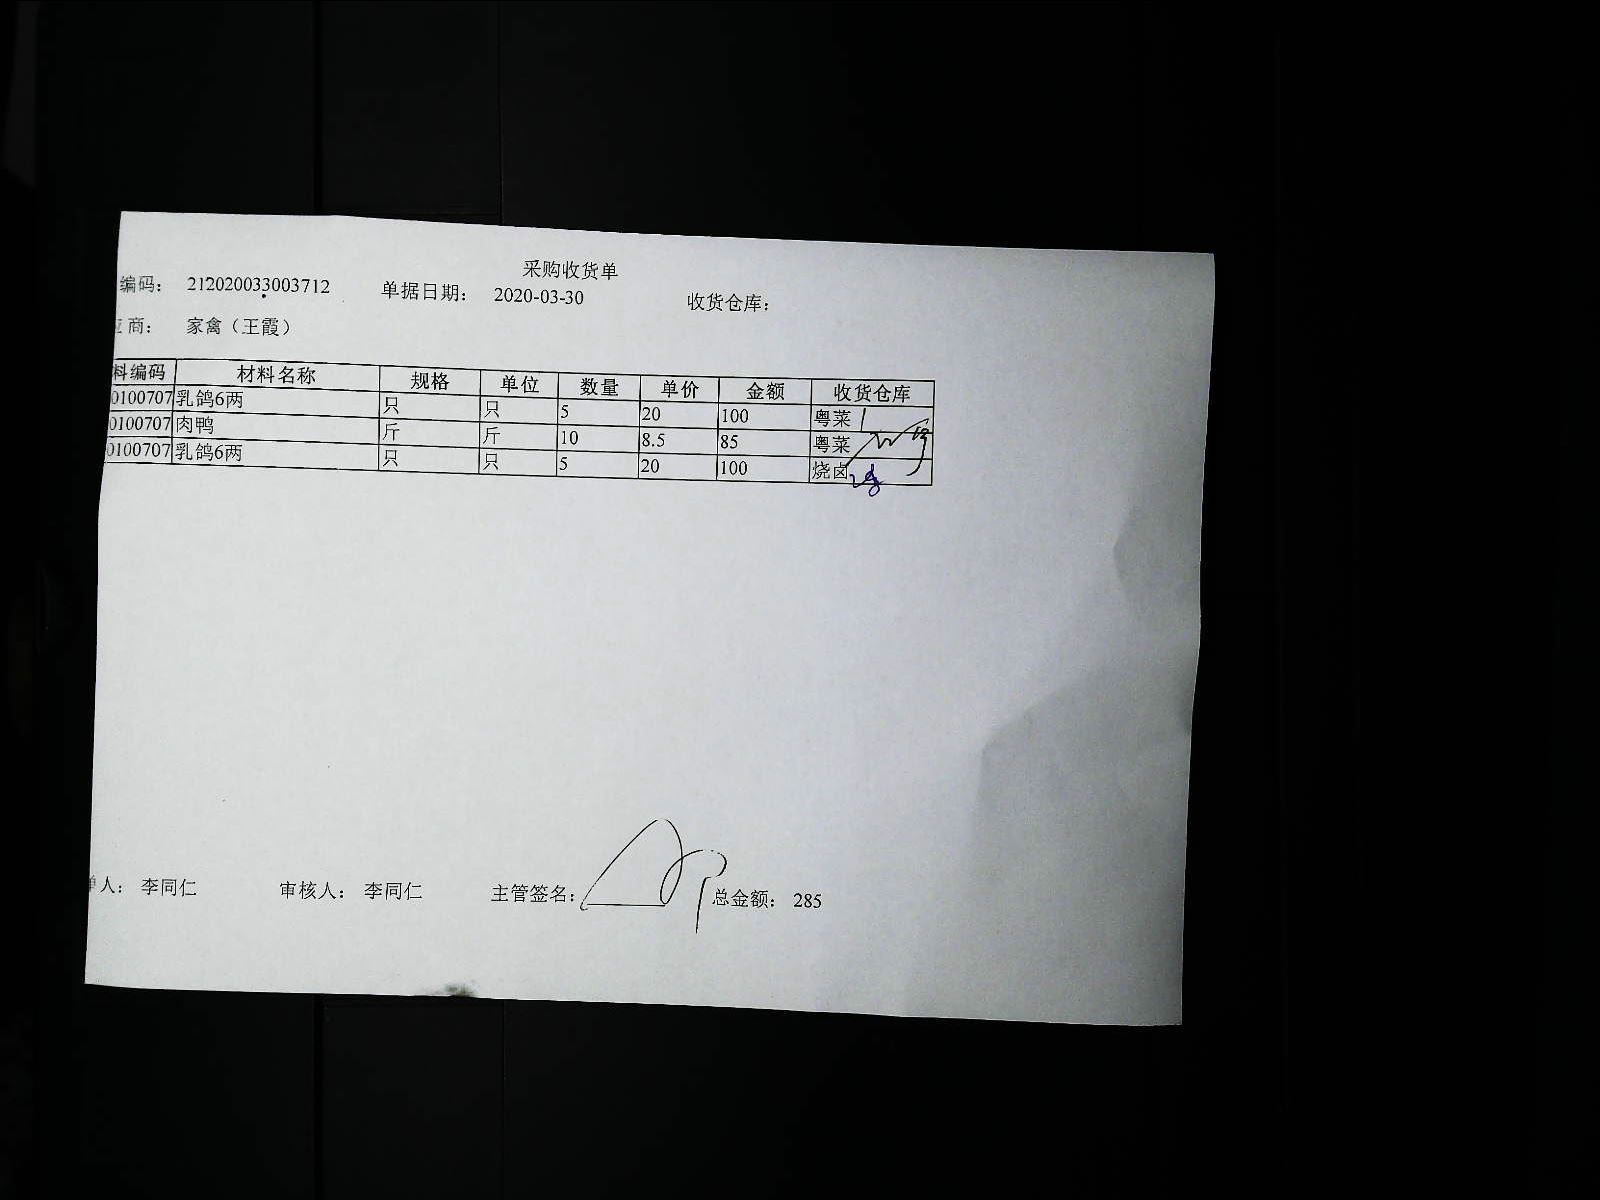 采购收货单
编码： 212020033003712 单据日期： 2020-03-30 收货仓库：
应商： 家禽（王霞）
料编码 材料名称 规格 单位 数量 单价 金额 收货仓库
0100707 乳鸽6两 只 只 5 20 100 粤菜
0100707 肉鸭 斤 斤 10 8.5 85 粤菜
0100707 乳鸽6两 只 只 5 20 100 烧卤
单人： 李同仁 审核人： 李同仁 主管签名： 总金额： 285